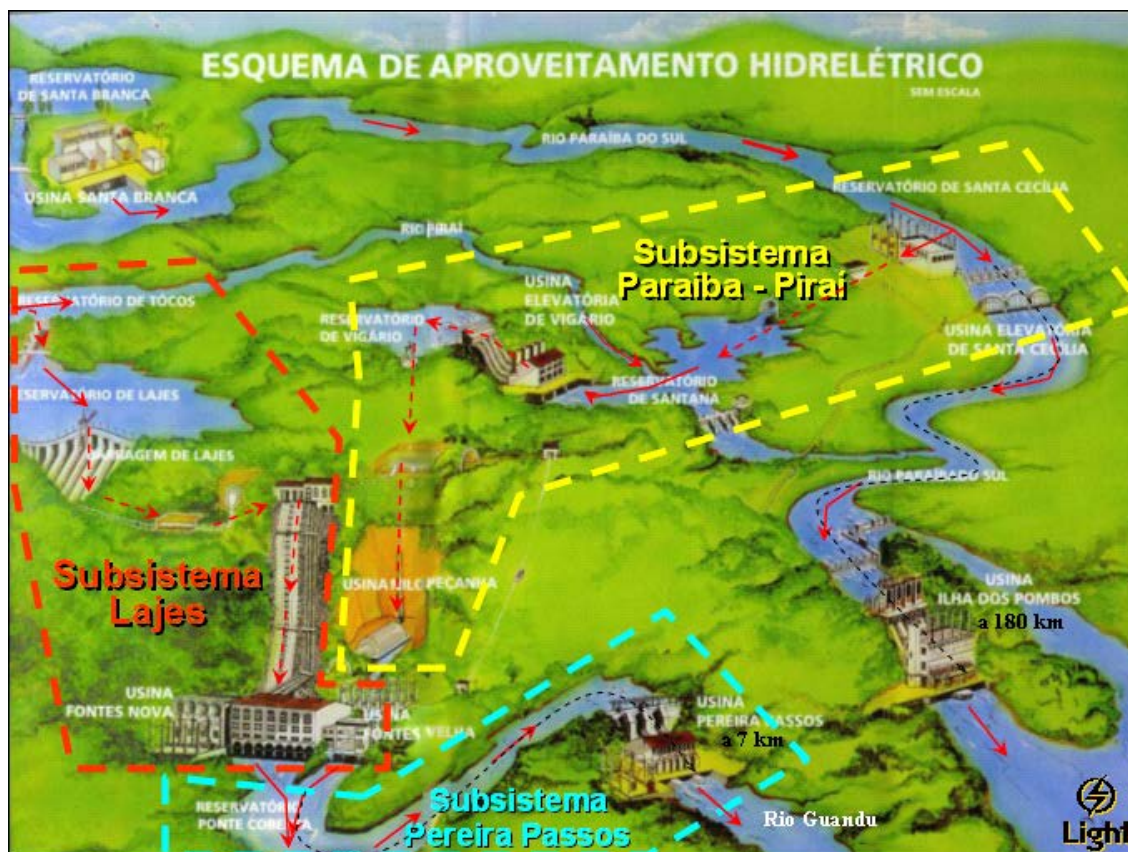 ESQUEMA DE APROVEITAMENTO HIDRELÉTRICO
SEM ESCALA
RESERVATÓRIO
DE SANTA BRANCA
USINA SANTA BRANCA
RIO PARAÍBA DO SUL
RESERVATÓRIO DE SANTA CECÍLIA
RIO PIRAÍ
Subsistema
Paraiba - Piraí
USINA
ELEVATÓRIA
DE VIGÁRIO
RESERVATÓRIO DE TÓCOS
RESERVATÓRIO
DE VIGÁRIO
USINA ELEVATÓRIA
DE SANTA CECÍLIA
RESERVATÓRIO
DE SANTANA
RESERVATÓRIO DE LAJES
BARRAGEM DE LAJES
RIO PARAÍBA DO SUL
Subsistema
Lajes
USINA NILO PEÇANHA
USINA
ILHA DOS POMBOS
a 180 km
USINA
FONTES NOVA
USINA
FONTES VELHA
USINA
PEREIRA PASSOS
a 7 km
RESERVATÓRIO
PONTE COBERTA
Subsistema
Pereira Passos
Rio Guandu
Light